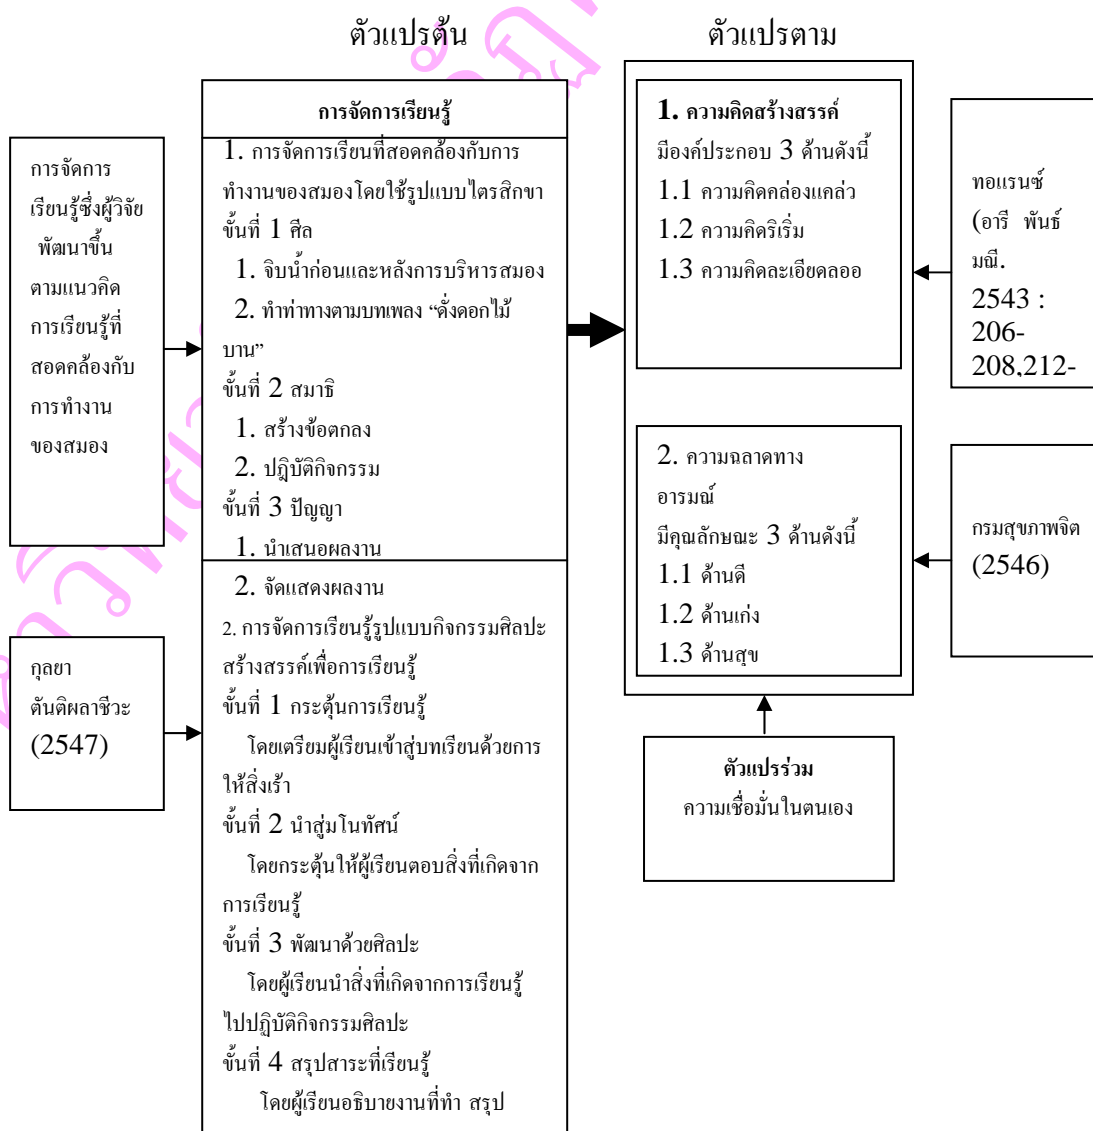 ตัวแปรต้น
ตัวแปรตาม
การจัดการ
เรียนรู้ซึ่งผู้วิจัย
พัฒนาขึ้น
ตามแนวคิด
การเรียนรู้ที่
สอดคล้องกับ
การทำงาน
ของสมอง
กุลยา
ตันติผลาชีวะ
(2547)
การจัดการเรียนรู้
1. การจัดการเรียนที่สอดคล้องกับการ
ทำงานของสมองโดยใช้รูปแบบไตรสิกขา
ขั้นที่ 1 ศีล
1. จิบน้ำก่อนและหลังการบริหารสมอง
2. ทำท่าทางตามบทเพลง “ดั่งดอกไม้
บาน”
ขั้นที่ 2 สมาธิ
1. สร้างข้อตกลง
2. ปฏิบัติกิจกรรม
ขั้นที่ 3 ปัญญา
1. นำเสนอผลงาน
2. จัดแสดงผลงาน
2. การจัดการเรียนรู้รูปแบบกิจกรรมศิลปะ
สร้างสรรค์เพื่อการเรียนรู้
ขั้นที่ 1 กระตุ้นการเรียนรู้
โดยเตรียมผู้เรียนเข้าสู่บทเรียนด้วยการ
ให้สิ่งเร้า
ขั้นที่ 2 นำสู่มโนทัศน์
โดยกระตุ้นให้ผู้เรียนตอบสิ่งที่เกิดจาก
การเรียนรู้
ขั้นที่ 3 พัฒนาด้วยศิลปะ
โดยผู้เรียนนำสิ่งที่เกิดจากการเรียนรู้
ไปปฏิบัติกิจกรรมศิลปะ
ขั้นที่ 4 สรุปสาระที่เรียนรู้
โดยผู้เรียนอธิบายงานที่ทำ สรุป
1. ความคิดสร้างสรรค์
มีองค์ประกอบ 3 ด้านดังนี้
1.1 ความคิดคล่องแคล่ว
1.2 ความคิดริเริ่ม
1.3 ความคิดละเอียดลออ
2. ความฉลาดทาง
อารมณ์
มีคุณลักษณะ 3 ด้านดังนี้
1.1 ด้านดี
1.2 ด้านเก่ง
1.3 ด้านสุข
ตัวแปรร่วม
ความเชื่อมั่นในตนเอง
ทอแรนซ์
(อารี พันธ์
มณี.
2543 :
206-
208,212-
กรมสุขภาพจิต
(2546)